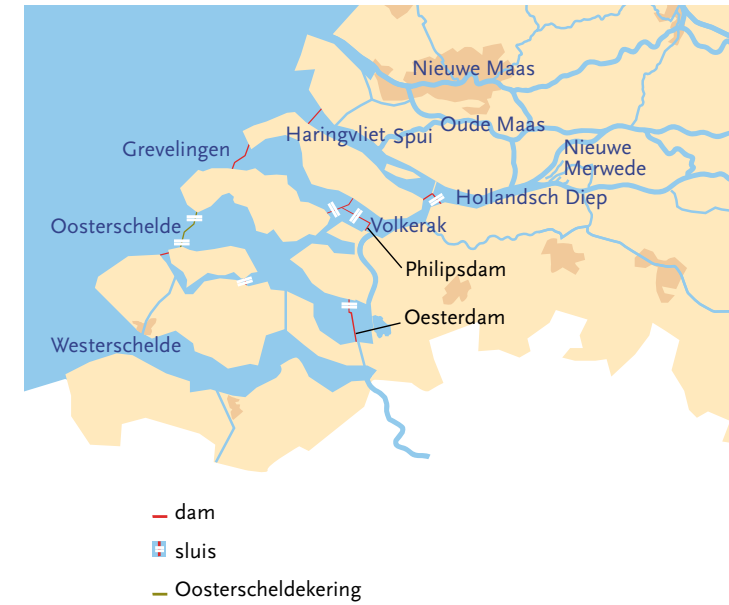 Nieuwe Maas
Haringvliet
Spui
Oude Maas
Grevelingen
Nieuwe
Merwede
Hollandsch Diep
Oosterschelde
Volkerak
Philipsdam
Oesterdam
Westerschelde
dam
sluis
Oosterscheldekering